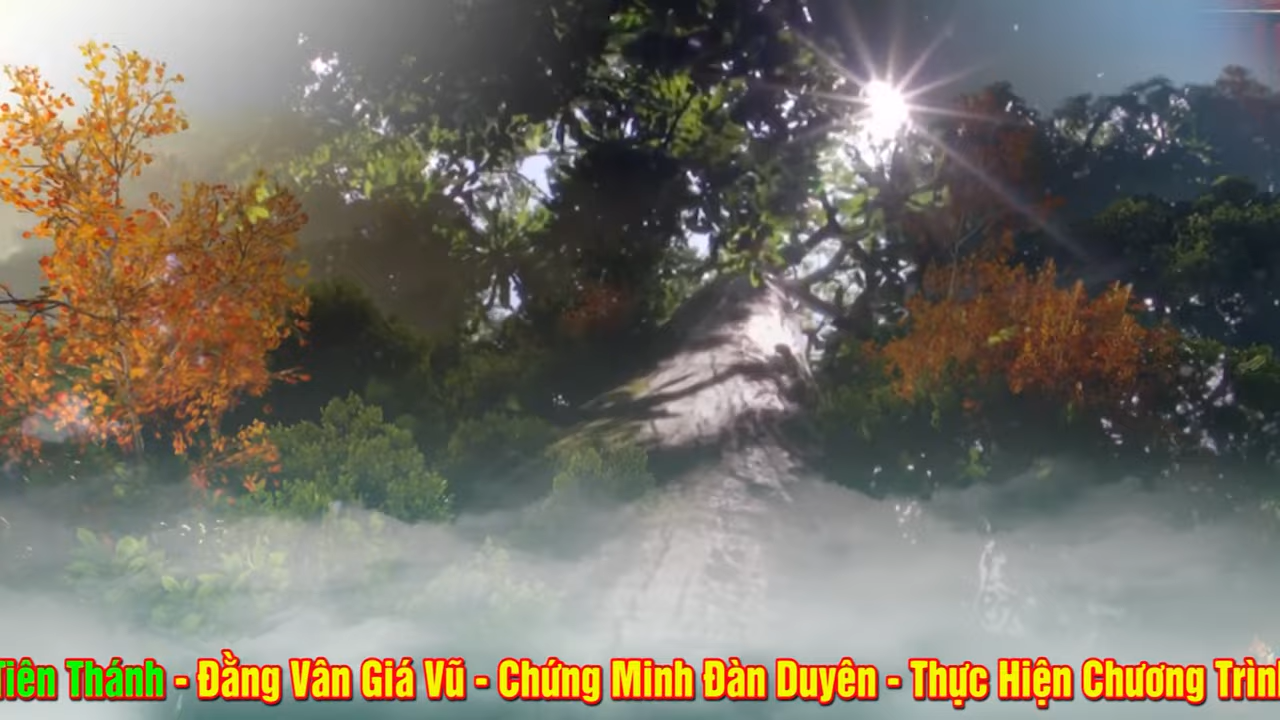 Tiên Thánh - Đằng Vân Giá Vũ - Chứng Minh Đàn Duyên - Thực Hiện Chương Trình